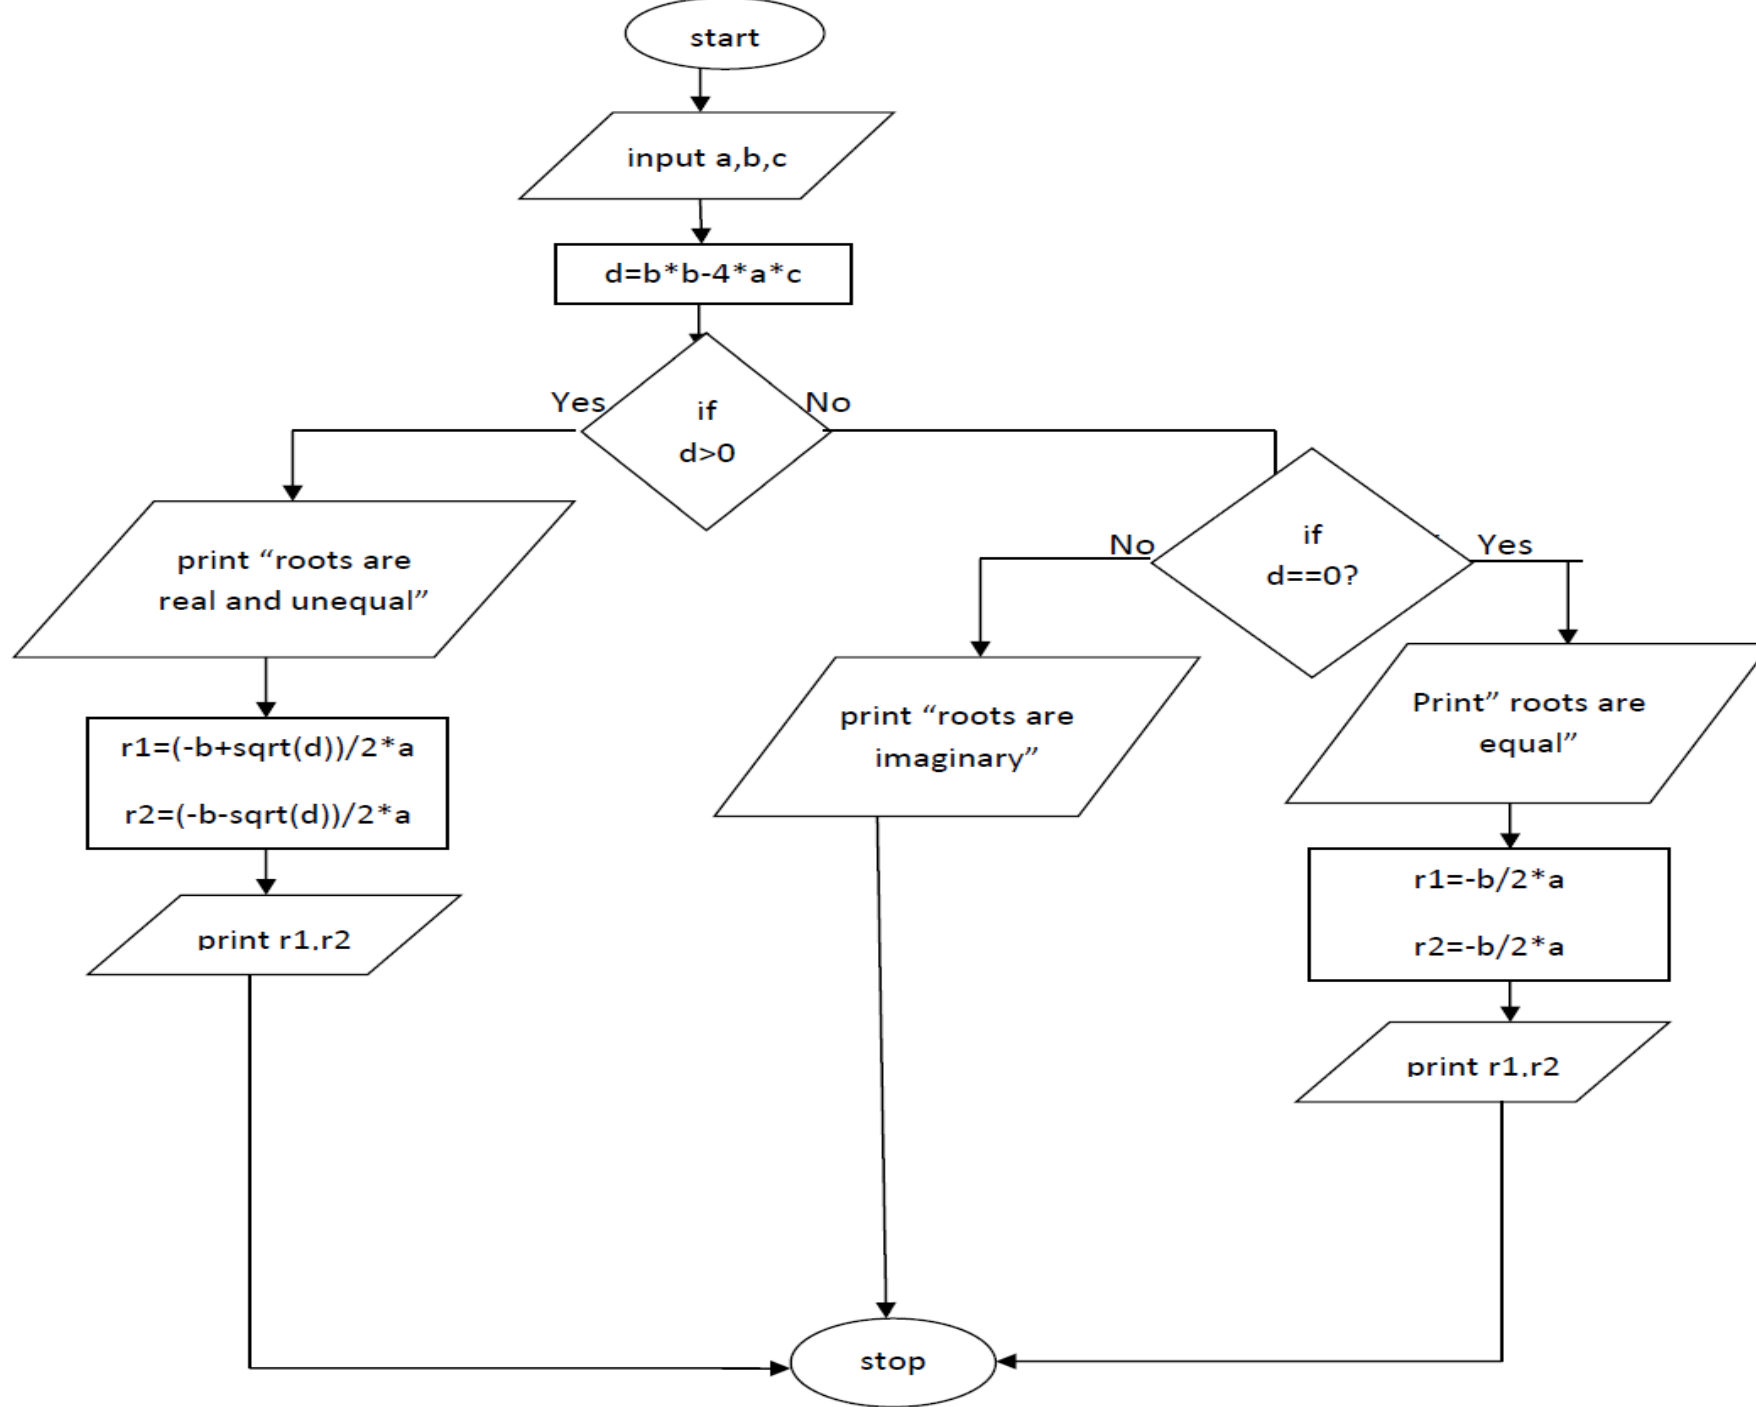 start
input a,b,c
d=b*b-4*a*c
Yes
if
d>0
No
print “roots are
real and unequal”
r1=(-b+sqrt(d))/2*a
r2=(-b-sqrt(d))/2*a
print r1,r2
No
if
d==0?
Yes
print “roots are
imaginary”
Print” roots are
equal”
r1=-b/2*a
r2=-b/2*a
print r1,r2
stop